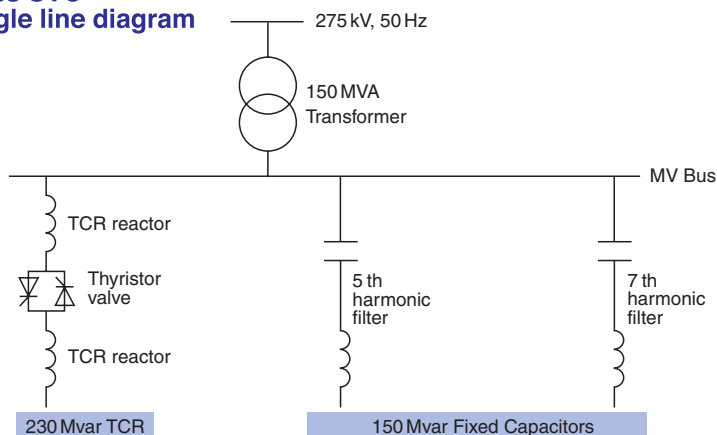 gle line diagram
275 kV, 50 Hz
150 MVA
Transformer
MV Bus
TCR reactor
Thyristor
valve
TCR reactor
5 th
harmonic
filter
7 th
harmonic
filter
230 Mvar TCR
150 Mvar Fixed Capacitors